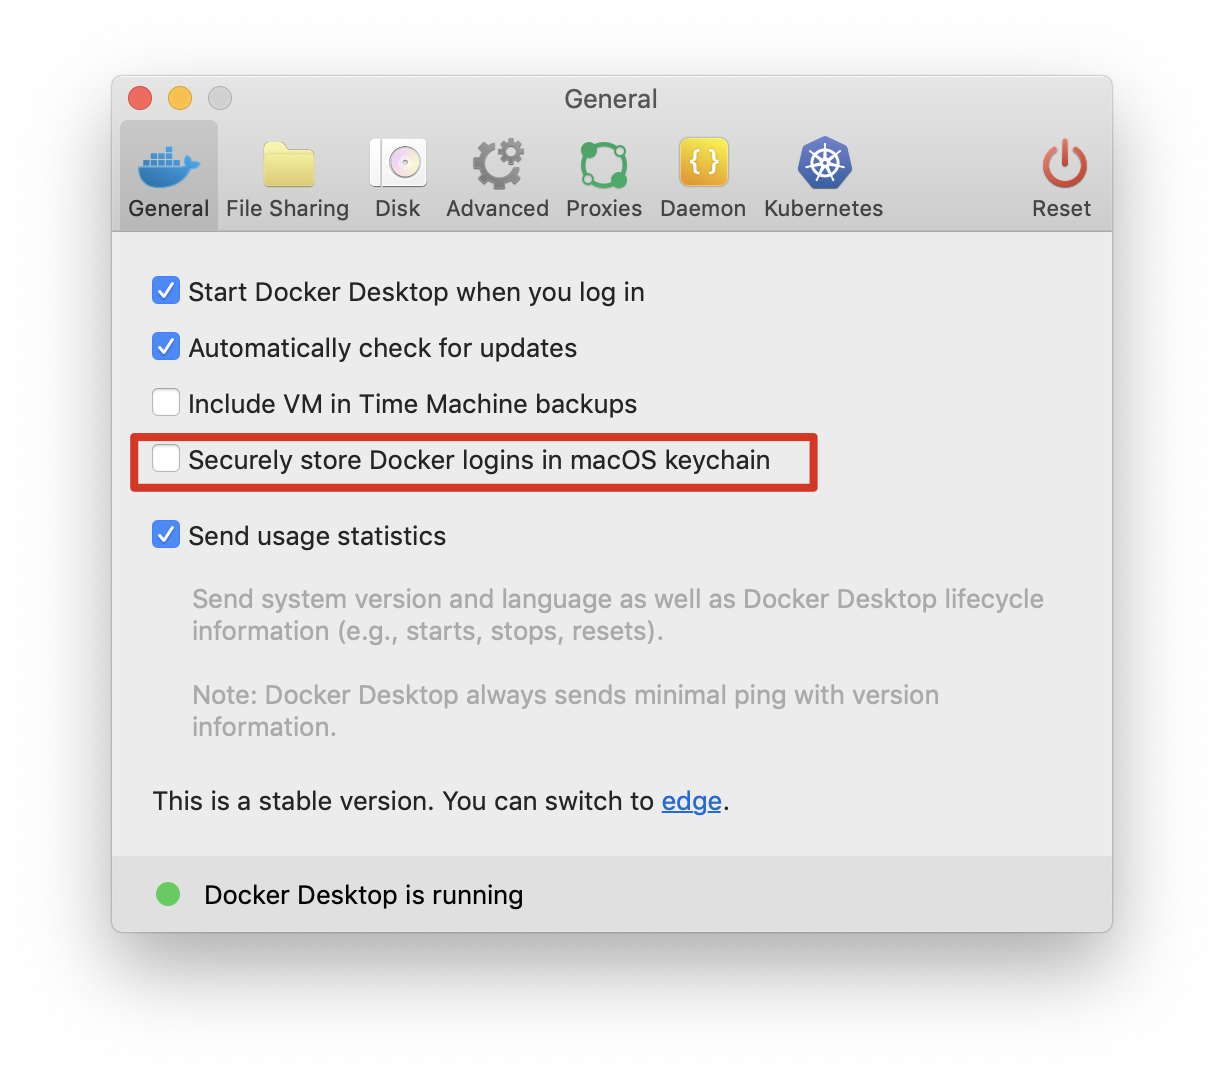 General
General File Sharing Disk Advanced Proxies Daemon Kubernetes Reset
Start Docker Desktop when you log in
Automatically check for updates
Include VM in Time Machine backups
Securely store Docker logins in macOS keychain
Send usage statistics
Send system version and language as well as Docker Desktop lifecycle
information (e.g., starts, stops, resets).
Note: Docker Desktop always sends minimal ping with version
information.
This is a stable version. You can switch to edge.
Docker Desktop is running